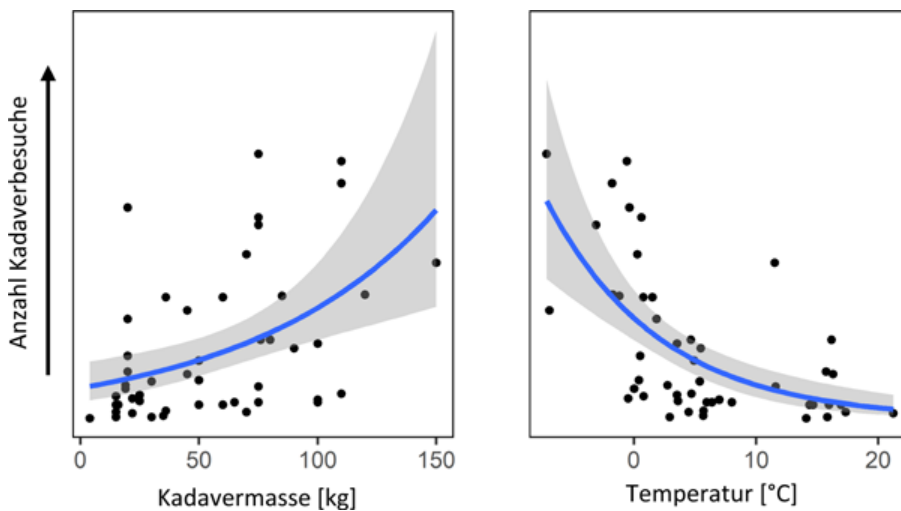 Anzahl Kadaverbesuche
0 50 100 150
Kadavermasse [kg]
0 10 20
Temperatur [°C]